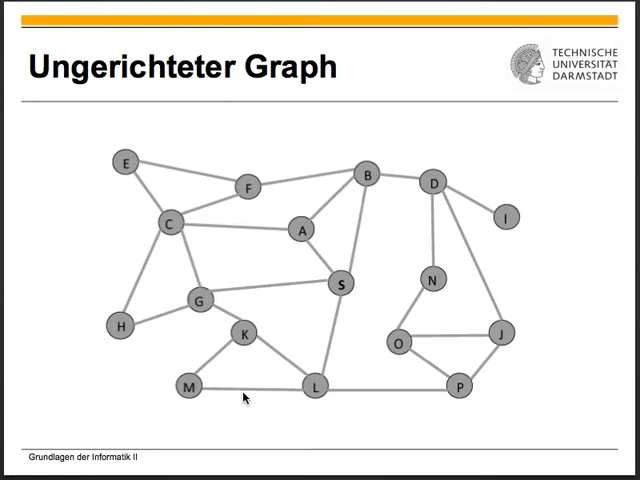 Ungerichteter Graph
TECHNISCHE
UNIVERSITÄT
DARMSTADT
E
F
B
D
I
C
A
S
N
G
H
K
O
J
M
L
P
Grundlagen der Informatik II